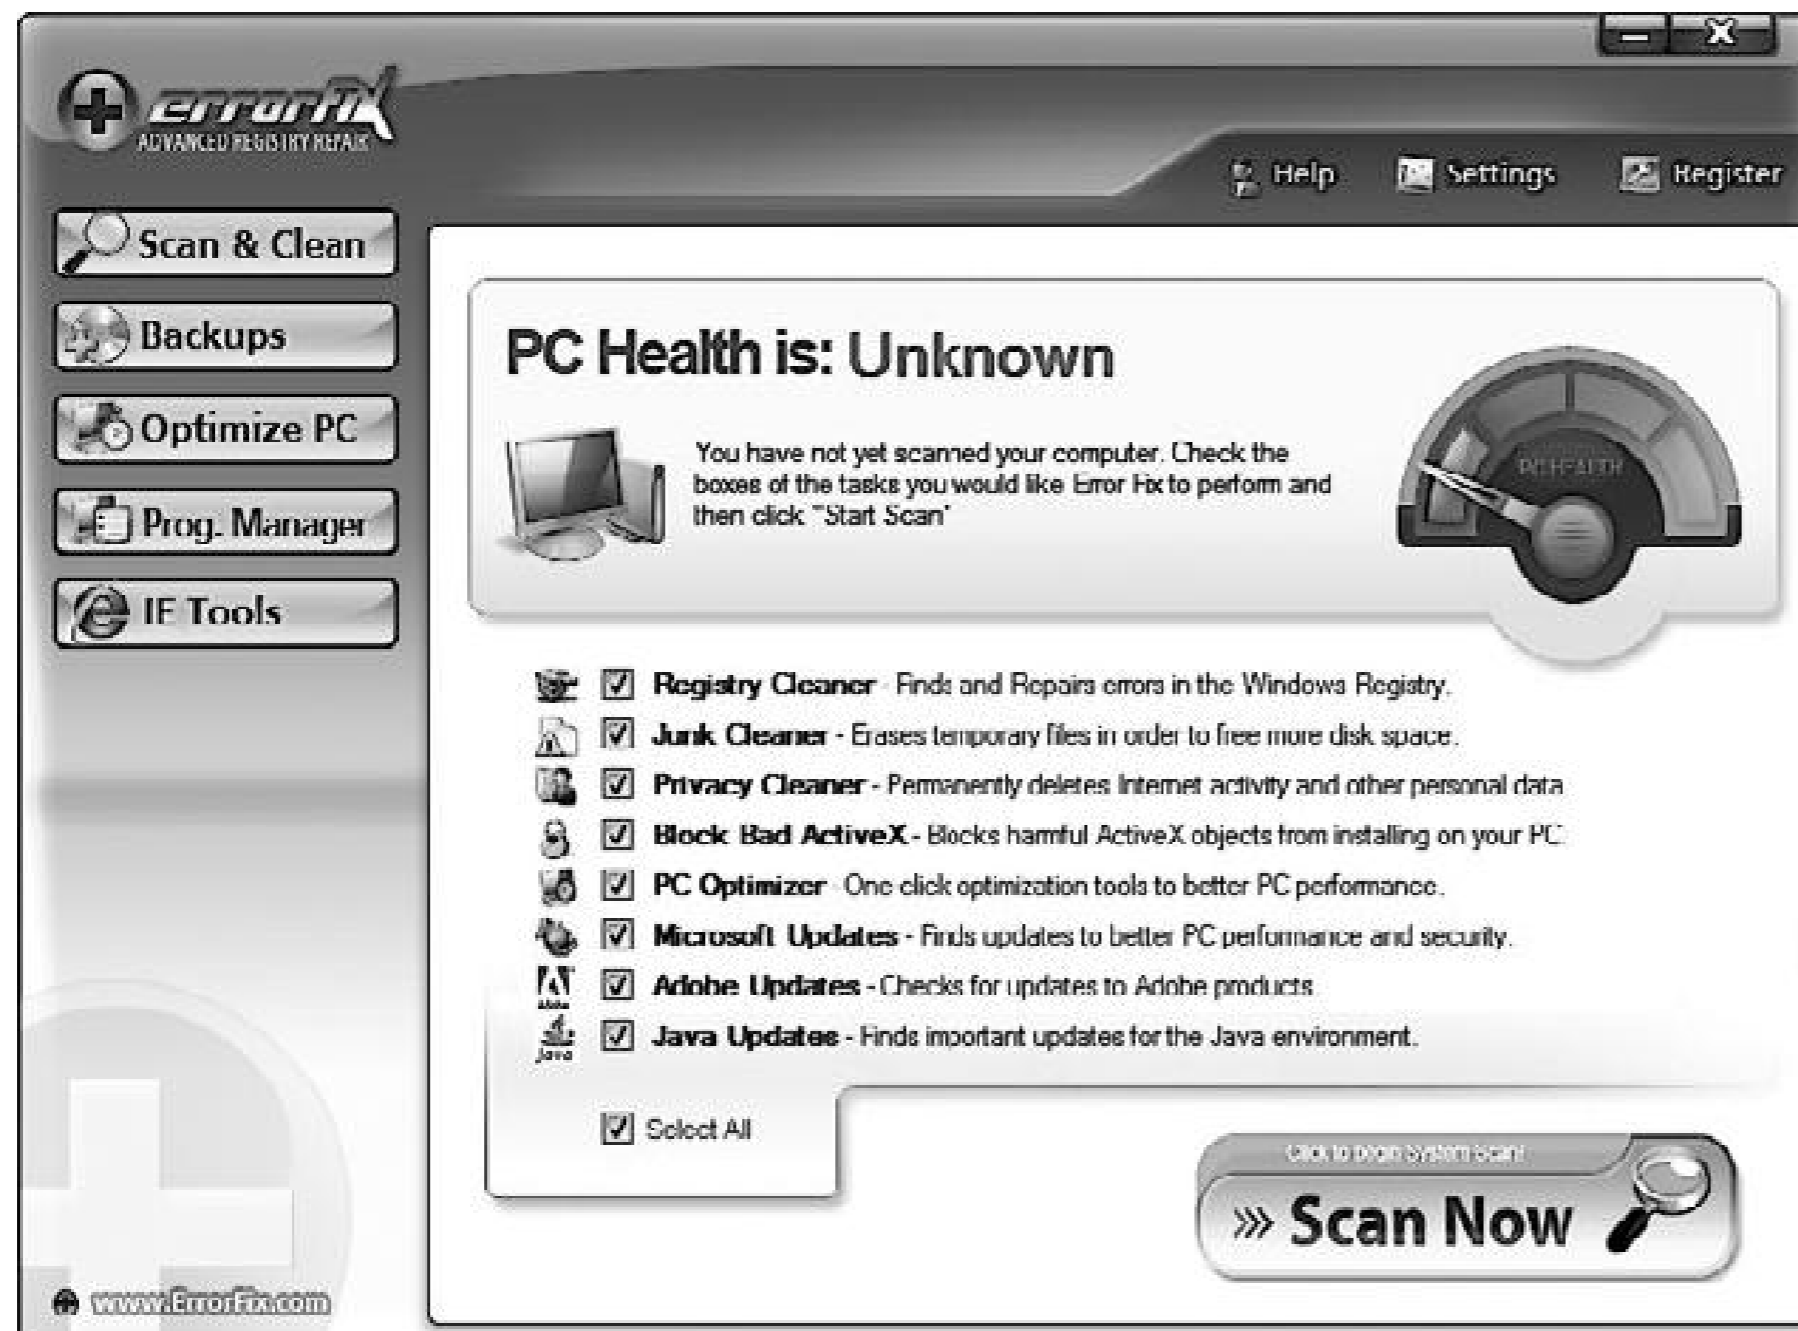 errorfix
ADVANCED REGISTRY REPAIR
Help Settings Register
Scan & Clean
Backups
Optimize PC
Prog. Manager
IE Tools
PC Health is: Unknown
You have not yet scanned your computer. Check the
boxes of the tasks you would like Error Fix to perform and
then click "Start Scan"
PC HEALTH
Registry Cleaner - Finds and Repairs errors in the Windows Registry.
Junk Cleaner - Erases temporary files in order to free more disk space.
Privacy Cleaner - Permanently deletes Internet activity and other personal data
Block Bad ActiveX - Blocks harmful ActiveX objects from installing on your PC.
PC Optimizer - One click optimization tools to better PC performance.
Microsoft Updates - Finds updates to better PC performance and security.
Adobe Updates - Checks for updates to Adobe products.
Adobe
Java Updates - Finds important updates for the Java environment.
Java
Select All
Click to begin System Scan!
>>> Scan Now
www.ErrorFix.com